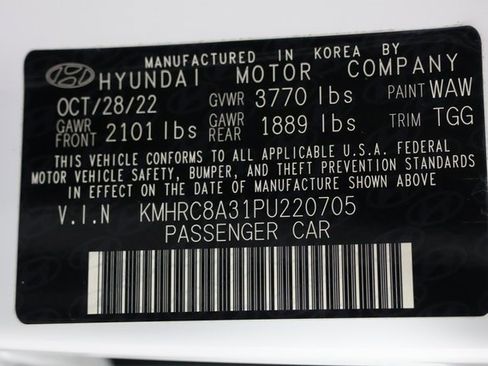 MANUFACTURED IN KOREA BY
HYUNDAI MOTOR COMPANY
OCT/28/22 GVWR 3770 lbs PAINT WAW
GAWR FRONT 2101 lbs GAWR REAR 1889 lbs TRIM TGG
THIS VEHICLE CONFORMS TO ALL APPLICABLE U.S.A. FEDERAL
MOTOR VEHICLE SAFETY, BUMPER, AND THEFT PREVENTION STANDARDS
IN EFFECT ON THE DATE OF MANUFACTURE SHOWN ABOVE.
V.I.N KMHRC8A31PU220705
PASSENGER CAR